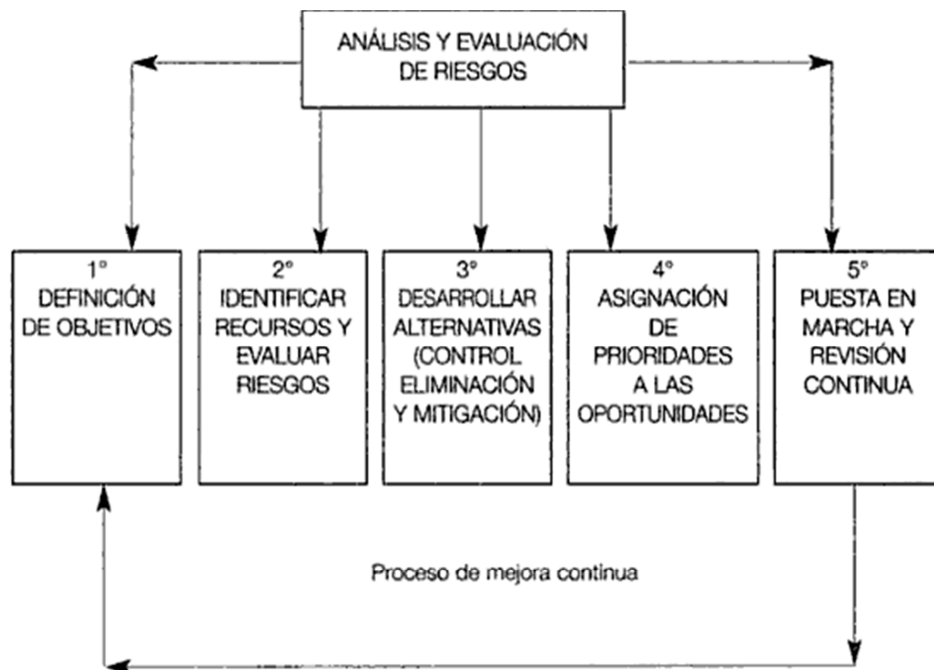 ANÁLISIS Y EVALUACIÓN
DE RIESGOS
1°
DEFINICIÓN
DE OBJETIVOS
2°
IDENTIFICAR
RECURSOS Y
EVALUAR
RIESGOS
3°
DESARROLLAR
ALTERNATIVAS
(CONTROL
ELIMINACIÓN
Y MITIGACIÓN)
4°
ASIGNACIÓN
DE
PRIORIDADES
A LAS
OPORTUNIDADES
5°
PUESTA EN
MARCHA Y
REVISIÓN
CONTINUA
Proceso de mejora continua